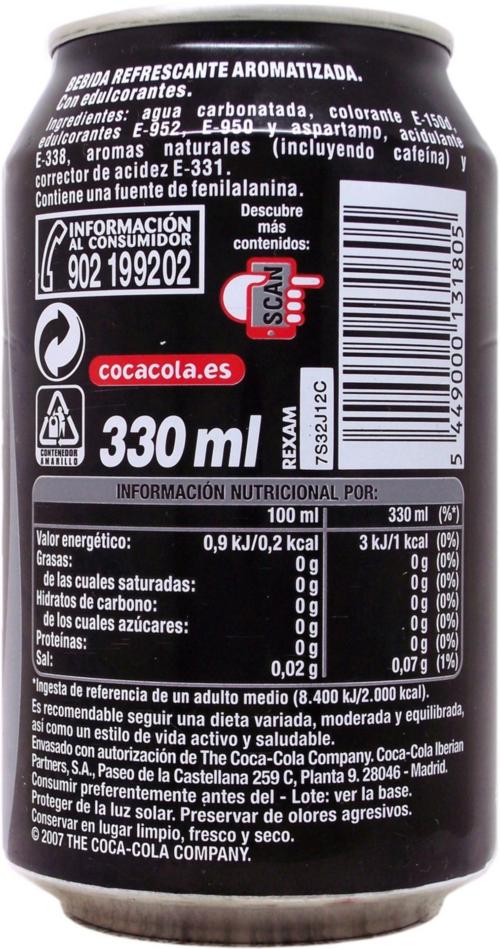 BEBIDA REFRESCANTE AROMATIZADA.
Con edulcorantes.
Ingredientes: agua carbonatada, colorante E-150d,
edulcorantes E-952, E-950 y aspartamo, acidulante
E-338, aromas naturales (incluyendo cafeína) y
corrector de acidez E-331.
Contiene una fuente de fenilalanina.
INFORMACIÓN
AL CONSUMIDOR
902 199202
Descubre
más
contenidos:
SCAN
cocacola.es
CONTENEDOR
AMARILLO
330 ml
REXAM
7S32J12C
5 449000 131805
INFORMACIÓN NUTRICIONAL POR:
100 ml 330 ml (%*)
Valor energético: 0,9 kJ/0,2 kcal 3 kJ/1 kcal (0%)
Grasas: 0 g 0 g (0%)
de las cuales saturadas: 0 g 0 g (0%)
Hidratos de carbono: 0 g 0 g (0%)
de los cuales azúcares: 0 g 0 g (0%)
Proteínas: 0 g 0 g (0%)
Sal: 0,02 g 0,07 g (1%)
*Ingesta de referencia de un adulto medio (8.400 kJ/2.000 kcal).
Es recomendable seguir una dieta variada, moderada y equilibrada,
así como un estilo de vida activo y saludable.
Envasado con autorización de The Coca-Cola Company. Coca-Cola Iberian
Partners, S.A., Paseo de la Castellana 259 C, Planta 9. 28046 - Madrid.
Consumir preferentemente antes del - Lote: ver la base.
Proteger de la luz solar. Preservar de olores agresivos.
Conservar en lugar limpio, fresco y seco.
© 2007 THE COCA-COLA COMPANY.